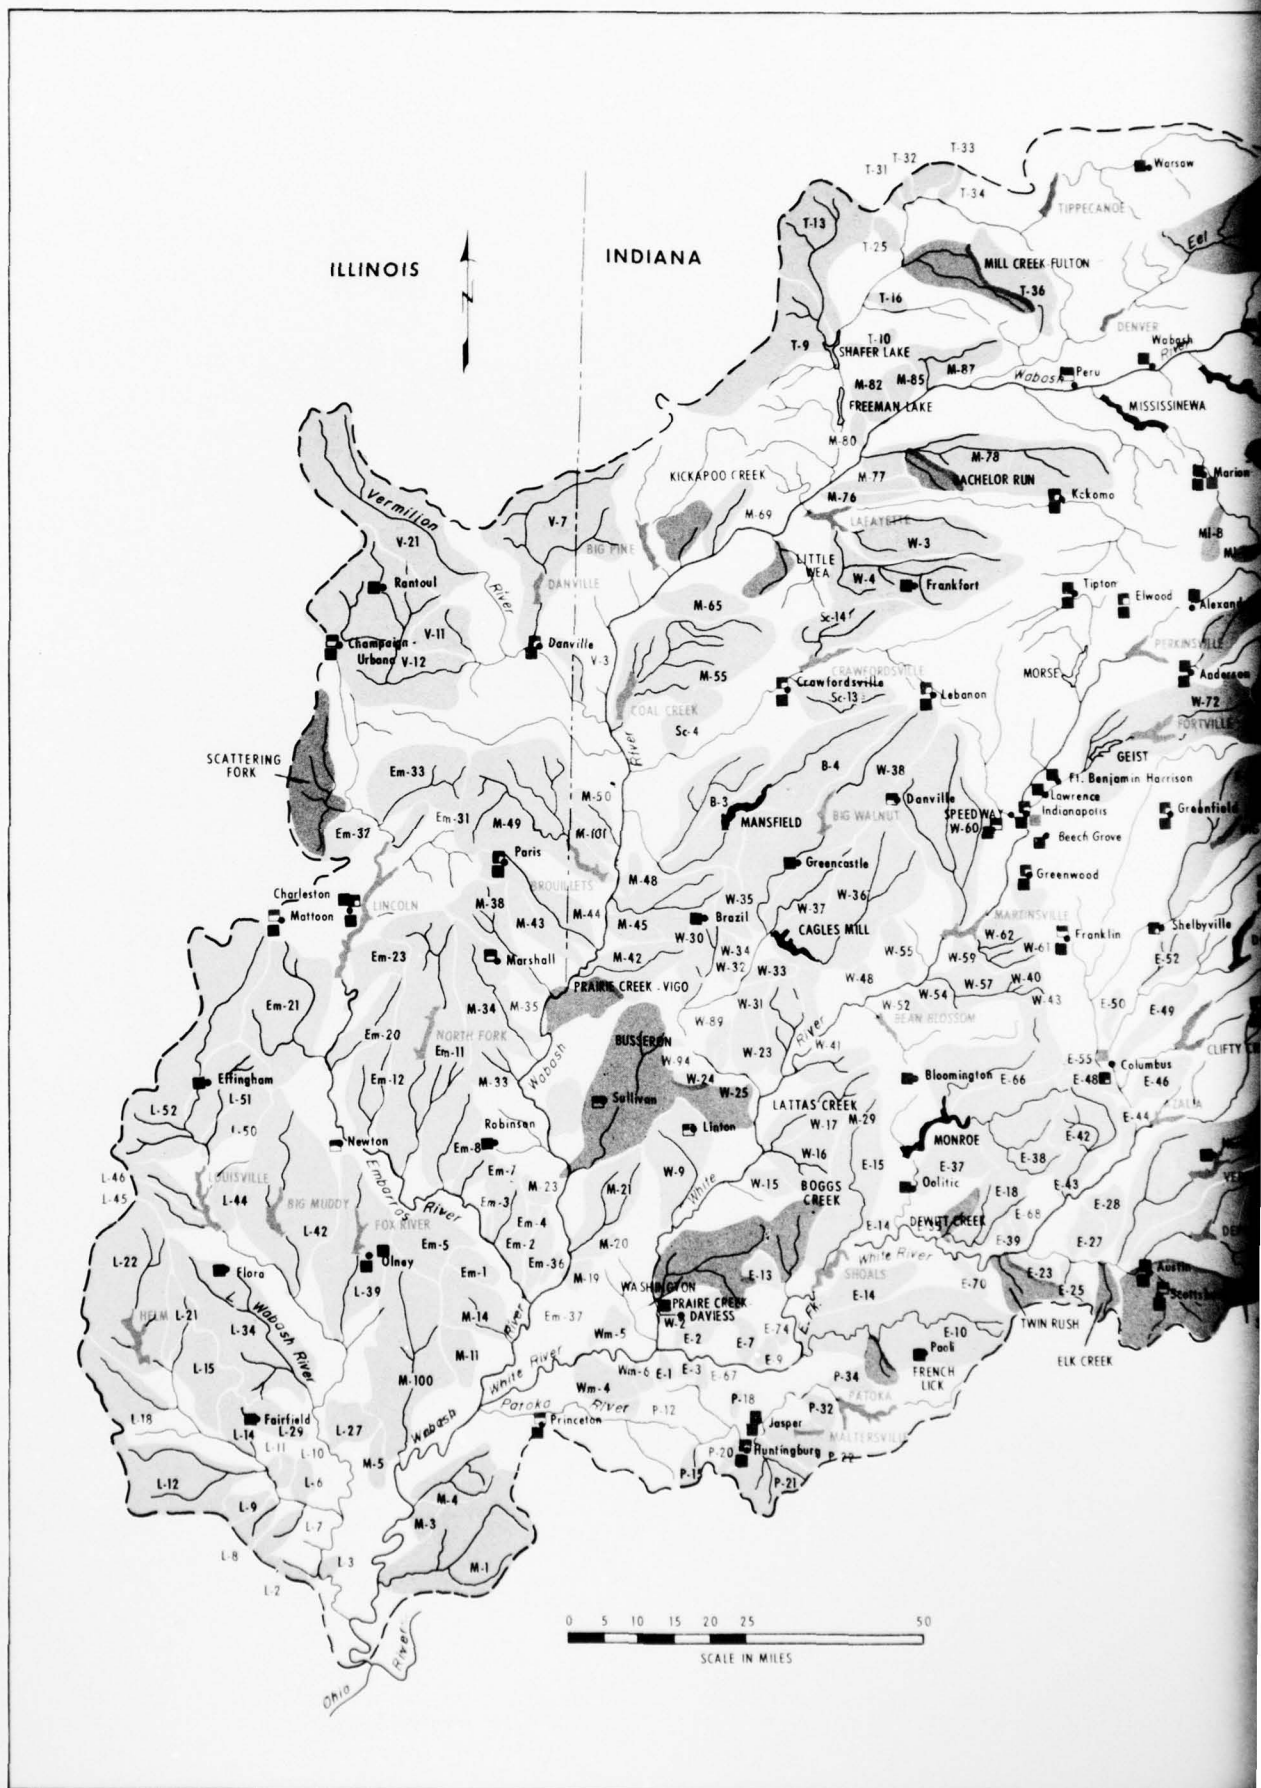 T-33
T-32
T-31
Warsaw
T-34
TIPPECANOE
T-13
Eel
T-25
INDIANA
ILLINOIS
MILL CREEK-FULTON
N
T-36
T-16
DENVER
T-10
T-9
SHAFER LAKE
Wabash
River
M-87
M-85
M-82
Wabash
Peru
FREEMAN LAKE
MISSISSINEWA
M-80
M-78
KICKAPOO CREEK
M-77
BACHELOR RUN
Marion
M-76
Kokomo
Vermilion
M-69
LAFAYETTE
V-7
MI-8
V-21
BIG PINE
W-3
LITTLE
WEA
Rantoul
DANVILLE
W-4
Frankfort
Tipton
Elwood
River
M-65
Sc-14
V-11
Champaign-
Urbana
Danville
PERKINSVILLE
V-12
V-3
CRAWFORDSVILLE
MORSE
M-55
Crawfordsville
Anderson
Sc-13
Lebanon
W-72
COAL CREEK
FORTVILLE
Sc-4
River
GEIST
SCATTERING
FORK
Em-33
B-4
W-38
Ft. Benjamin Harrison
M-50
B-3
Danville
Lawrence
Em-31
MANSFIELD
BIG WALNUT
SPEEDWAY
Indianapolis
Greenfield
M-49
W-60
Em-32
M-101
Beech Grove
Paris
Greencastle
Greenwood
BROUILLETS
M-48
Charleston
W-36
W-35
LINCOLN
M-38
W-37
Mattoon
M-44
M-45
Brazil
MARTINSVILLE
M-43
CAGLES MILL
W-62
Franklin
Shelbyville
W-30
W-61
W-34
W-55
Em-23
Marshall
M-42
W-59
E-52
W-32
W-33
W-48
W-57
W-40
PRAIRIE CREEK-VIGO
W-54
W-43
Em-21
M-34
M-35
W-31
W-52
E-50
E-49
NORTH FORK
W-89
BEAN BLOSSOM
Em-20
BUSSERON
River
W-41
Em-11
Wabash
W-23
W-94
E-55
Columbus
Effingham
Em-12
M-33
W-24
Bloomington
E-66
E-48
E-46
L-51
W-25
L-52
Sullivan
LATTAS CREEK
AZALIA
L-50
Robinson
Linton
W-17
M-29
E-44
Newton
Em-8
MONROE
E-42
W-16
E-38
Em-7
W-9
E-15
E-37
L-46
LOUISVILLE
M-23
W-15
BOGGS
CREEK
Oolitic
E-43
L-45
L-44
BIG MUDDY
Embarras
River
Em-3
M-21
White
E-18
E-28
L-42
FOX RIVER
Em-4
E-14
DEWITT CREEK
E-68
Em-5
Em-2
M-20
E-39
E-27
L-22
Olney
Em-36
White River
Flora
Em-1
M-19
WASHINGTON
E-13
SHOALS
E-23
Austin
L-39
E-70
E-25
L.
Wabash River
PRAIRE CREEK-
DAVIESS
E-14
HELM
L-21
M-14
Em-37
W-2
TWIN RUSH
L-34
River
E-74
E. Fk.
E-10
Wm-5
E-2
E-7
Paoli
ELK CREEK
M-11
White River
E-9
L-15
Wm-6
E-1
E-3
E-67
FRENCH
LICK
M-100
P-34
Wm-4
Patoka
River
P-12
P-18
PATOKA
P-32
L-18
Fairfield
Wabash
Princeton
Jasper
L-14
L-29
L-27
MALTERSVILLE
L-11
L-10
P-20
Huntingburg
M-5
L-12
L-6
P-21
M-4
L-9
L-7
M-3
L-8
L-3
M-1
L-2
0 5 10 15 20 25 50
SCALE IN MILES
River
Ohio